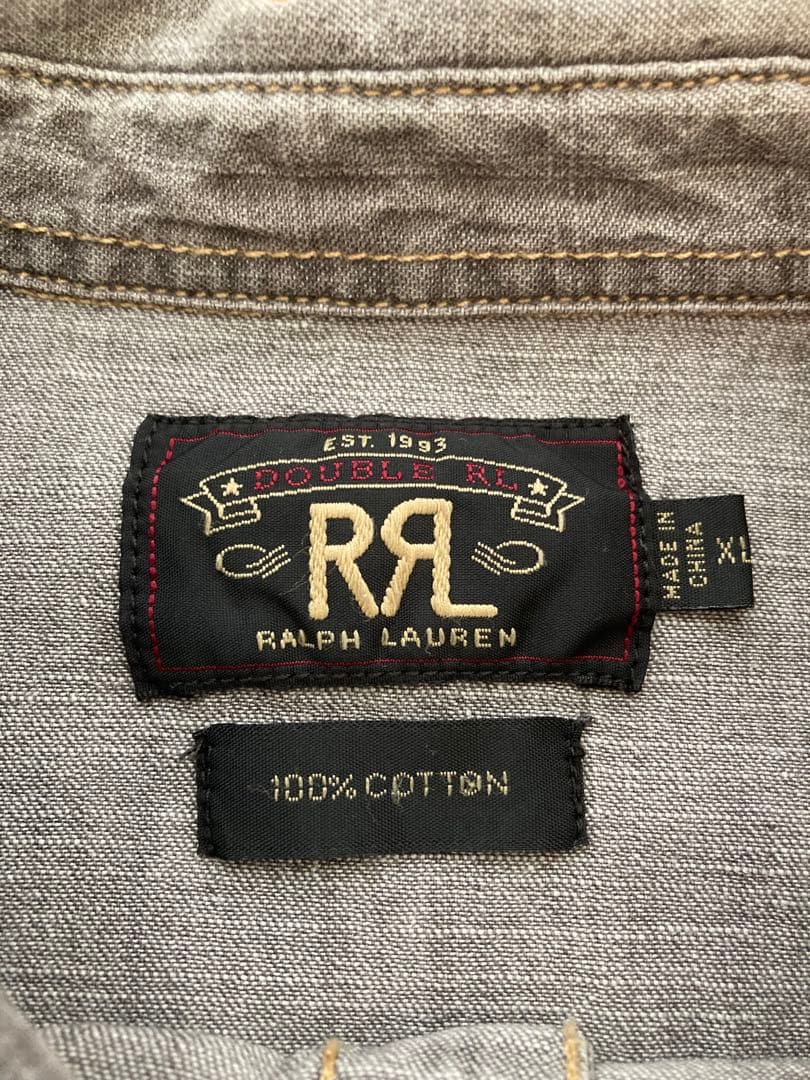 EST. 1993
DOUBLE RL
RRL
RALPH LAUREN
MADE IN
CHINA
XL
100% COTTON